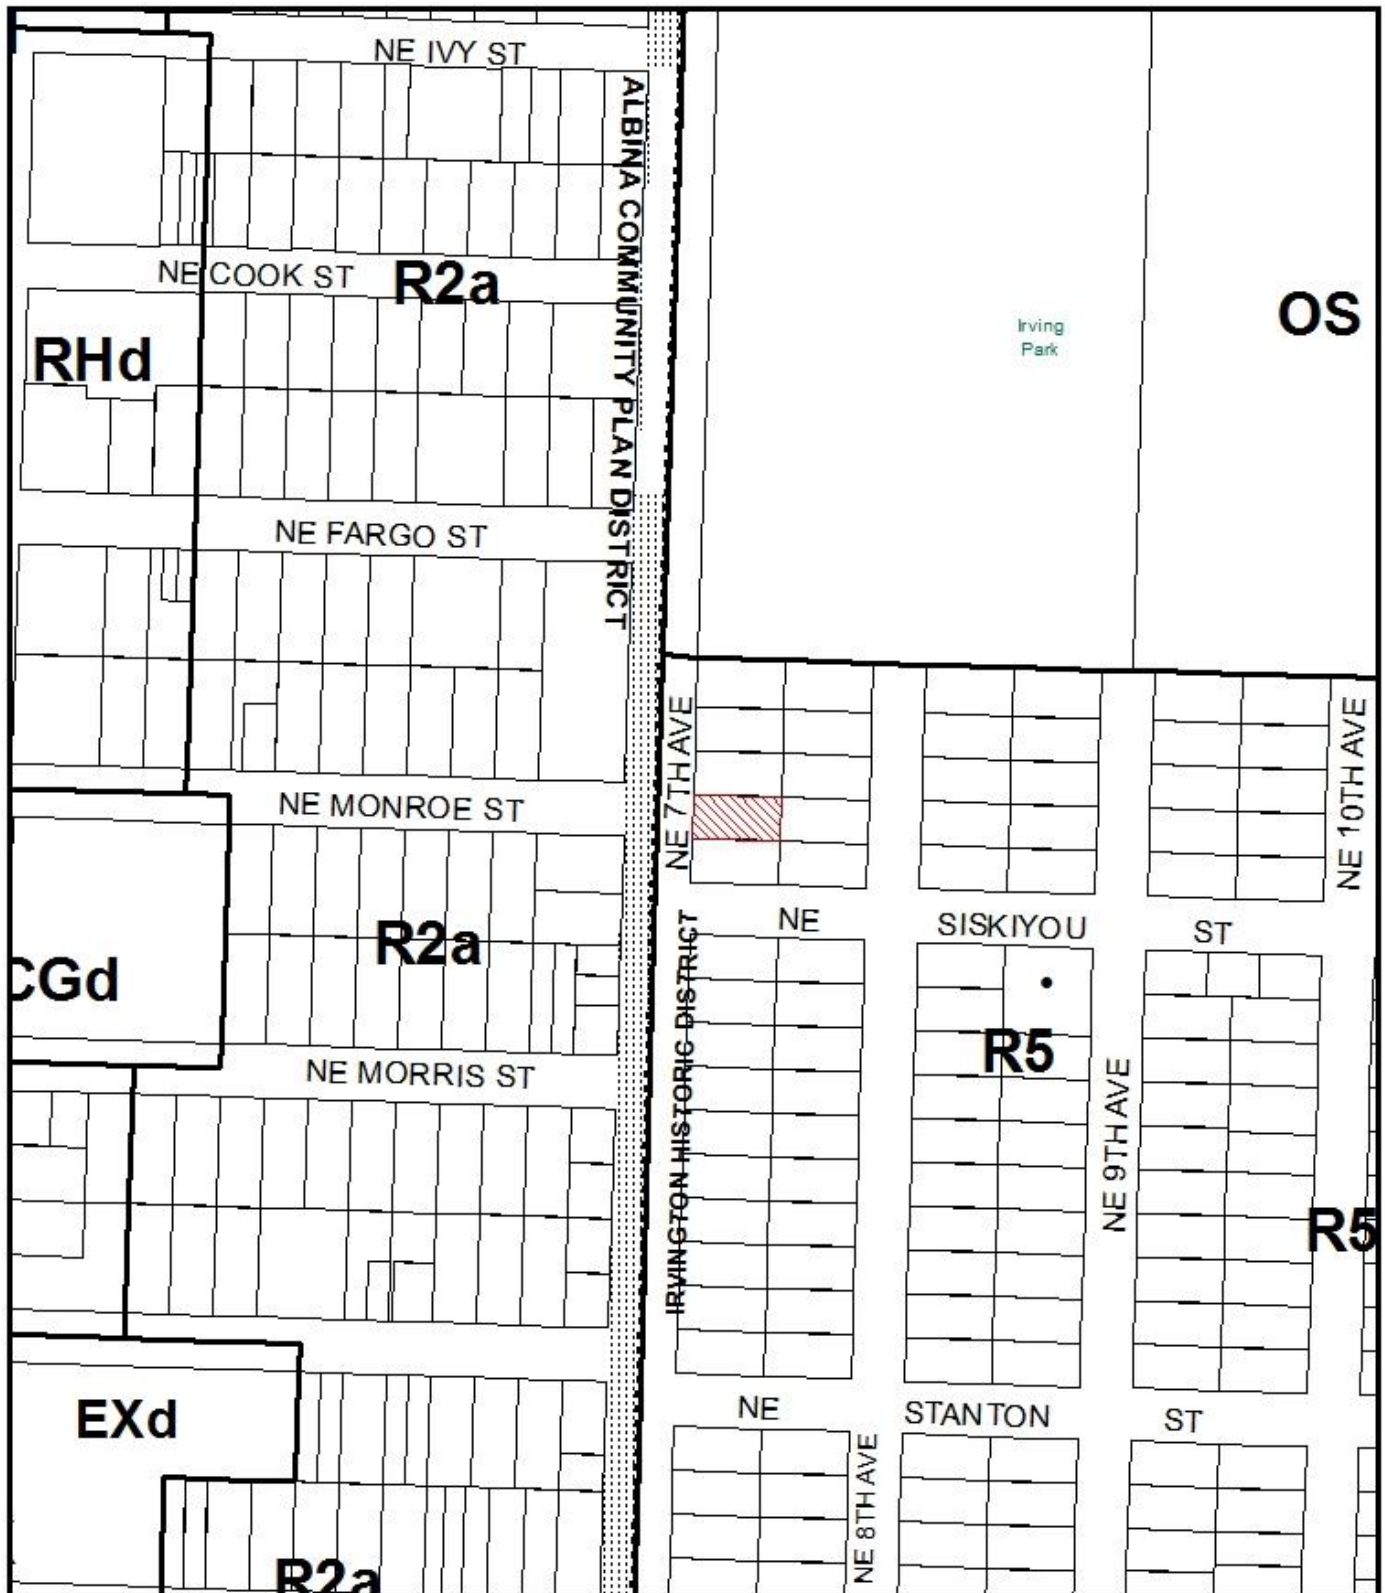 NE IVY ST
ALBINA COMMUNITY PLAN DISTRICT
NE COOK ST
R2a
OS
Irving
Park
RHd
NE FARGO ST
NE 7TH AVE
NE 10TH AVE
NE MONROE ST
NE SISKIYOU ST
R2a
CGd
IRVINGTON HISTORIC DISTRICT
R5
NE MORRIS ST
NE 9TH AVE
R5
EXd
NE STANTON ST
NE 8TH AVE
R2a